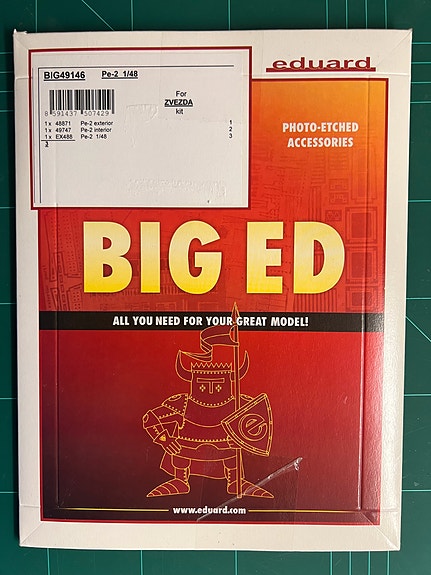 BIG49146 Pe-2 1/48
eduard
8 591437 507429
For
ZVEZDA
kit
1 x 48871 Pe-2 exterior 1
1 x 49747 Pe-2 interior 2
1 x EX488 Pe-2 1/48 3
3
PHOTO-ETCHED
ACCESSORIES
BIG ED
ALL YOU NEED FOR YOUR GREAT MODEL!
e
www.eduard.com